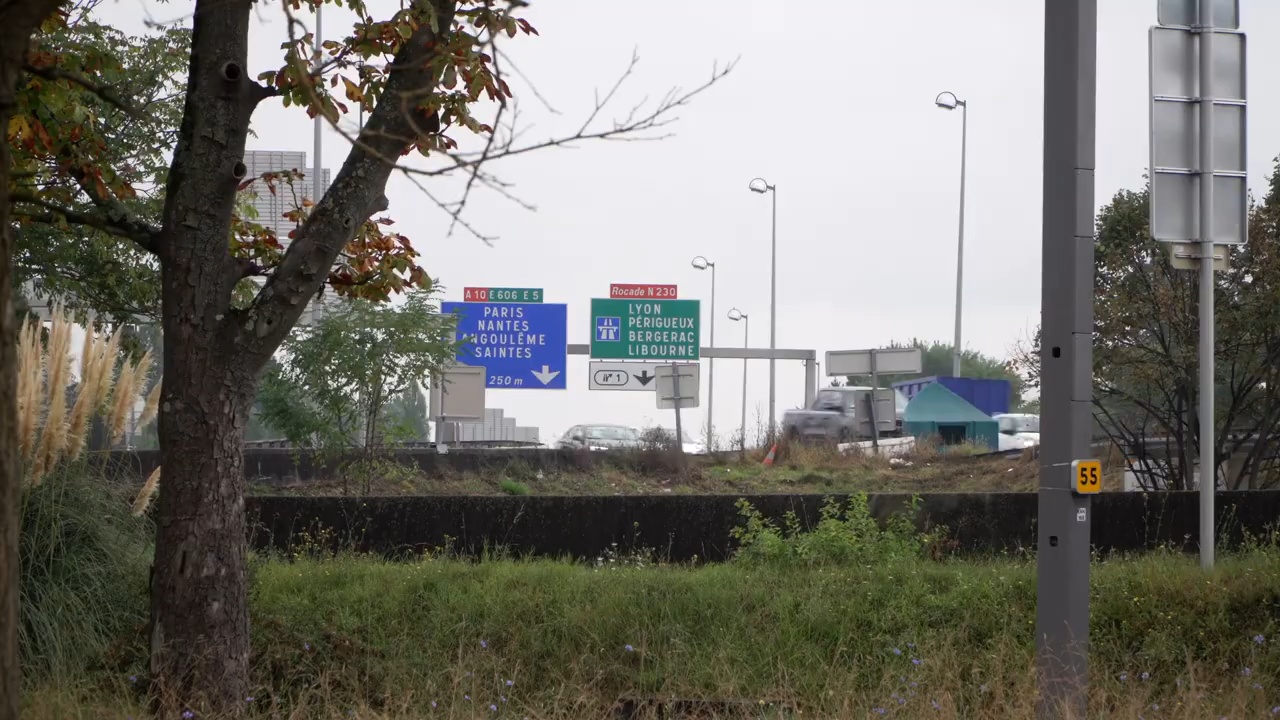 A10 E606 E5
PARIS
NANTES
ANGOULÊME
SAINTES
250 m
Rocade N230
LYON
PÉRIGUEUX
BERGERAC
LIBOURNE
1
55